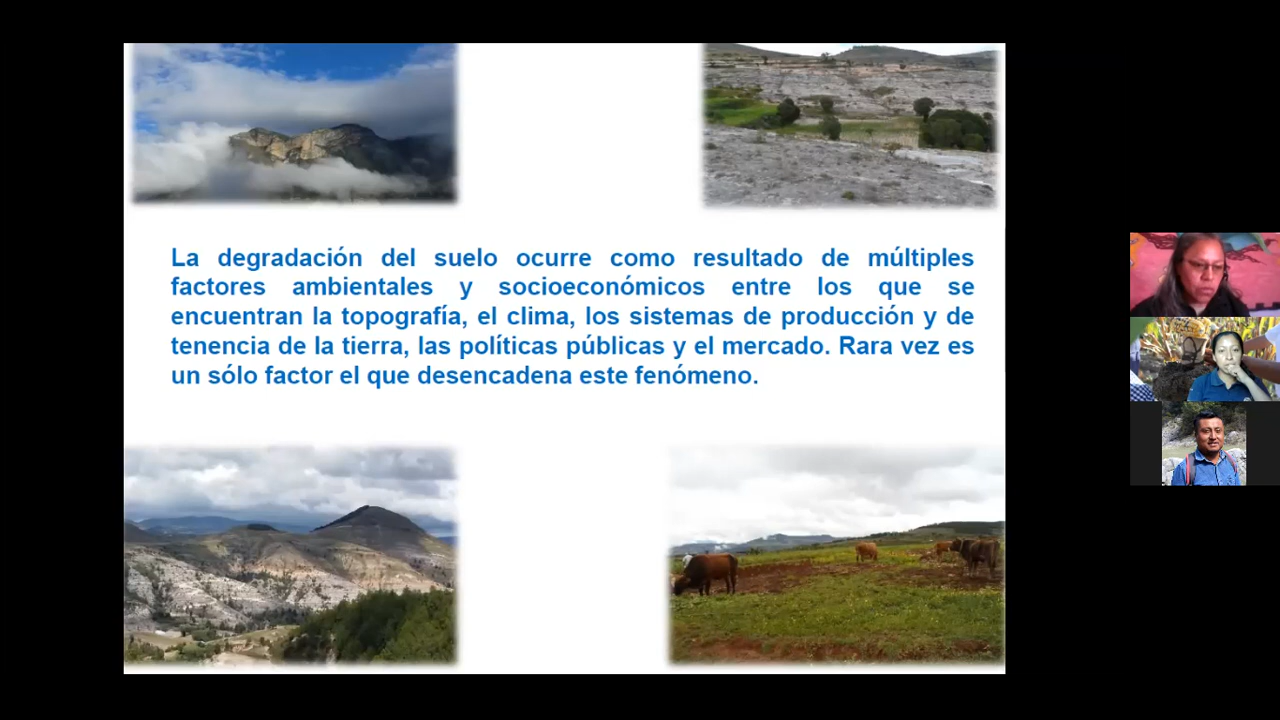 La degradación del suelo ocurre como resultado de múltiples
factores ambientales y socioeconómicos entre los que se
encuentran la topografía, el clima, los sistemas de producción y de
tenencia de la tierra, las políticas públicas y el mercado. Rara vez es
un sólo factor el que desencadena este fenómeno.